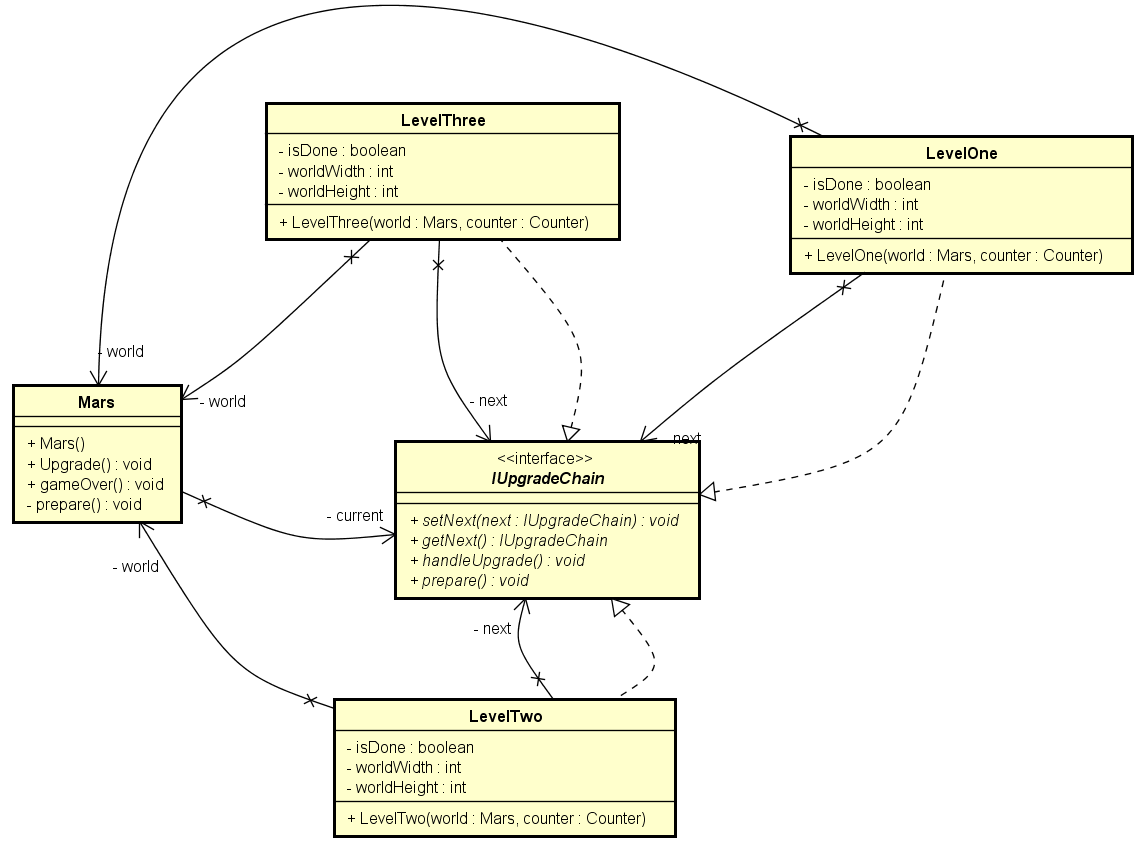 LevelThree
- isDone : boolean
- worldWidth : int
- worldHeight : int
+ LevelThree(world : Mars, counter : Counter)
LevelOne
- isDone : boolean
- worldWidth : int
- worldHeight : int
+ LevelOne(world : Mars, counter : Counter)
- world
- world
Mars
+ Mars()
+ Upgrade() : void
+ gameOver() : void
- prepare() : void
- next
next
<<interface>>
IUpgradeChain
+ setNext(next : IUpgradeChain) : void
+ getNext() : IUpgradeChain
+ handleUpgrade() : void
+ prepare() : void
- current
- world
- next
LevelTwo
- isDone : boolean
- worldWidth : int
- worldHeight : int
+ LevelTwo(world : Mars, counter : Counter)